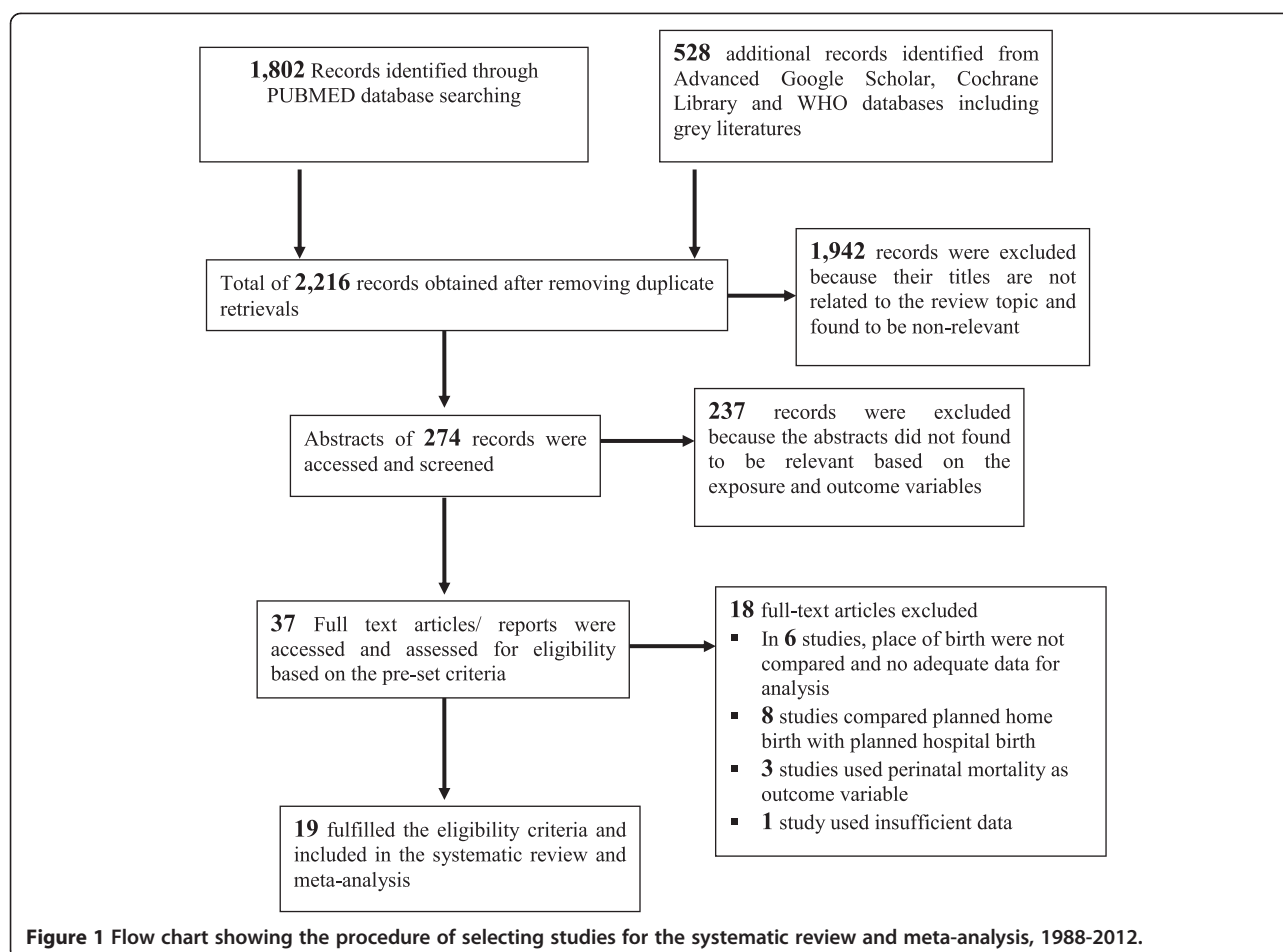 1,802 Records identified through
PUBMED database searching
528 additional records identified from
Advanced Google Scholar, Cochrane
Library and WHO databases including
grey literatures
Total of 2,216 records obtained after removing duplicate
retrievals
1,942 records were excluded
because their titles are not
related to the review topic and
found to be non-relevant
Abstracts of 274 records were
accessed and screened
237 records were excluded
because the abstracts did not found
to be relevant based on the
exposure and outcome variables
37 Full text articles/ reports were
accessed and assessed for eligibility
based on the pre-set criteria
18 full-text articles excluded
▪ In 6 studies, place of birth were not
compared and no adequate data for
analysis
▪ 8 studies compared planned home
birth with planned hospital birth
▪ 3 studies used perinatal mortality as
outcome variable
▪ 1 study used insufficient data
19 fulfilled the eligibility criteria and
included in the systematic review and
meta-analysis
Figure 1 Flow chart showing the procedure of selecting studies for the systematic review and meta-analysis, 1988-2012.